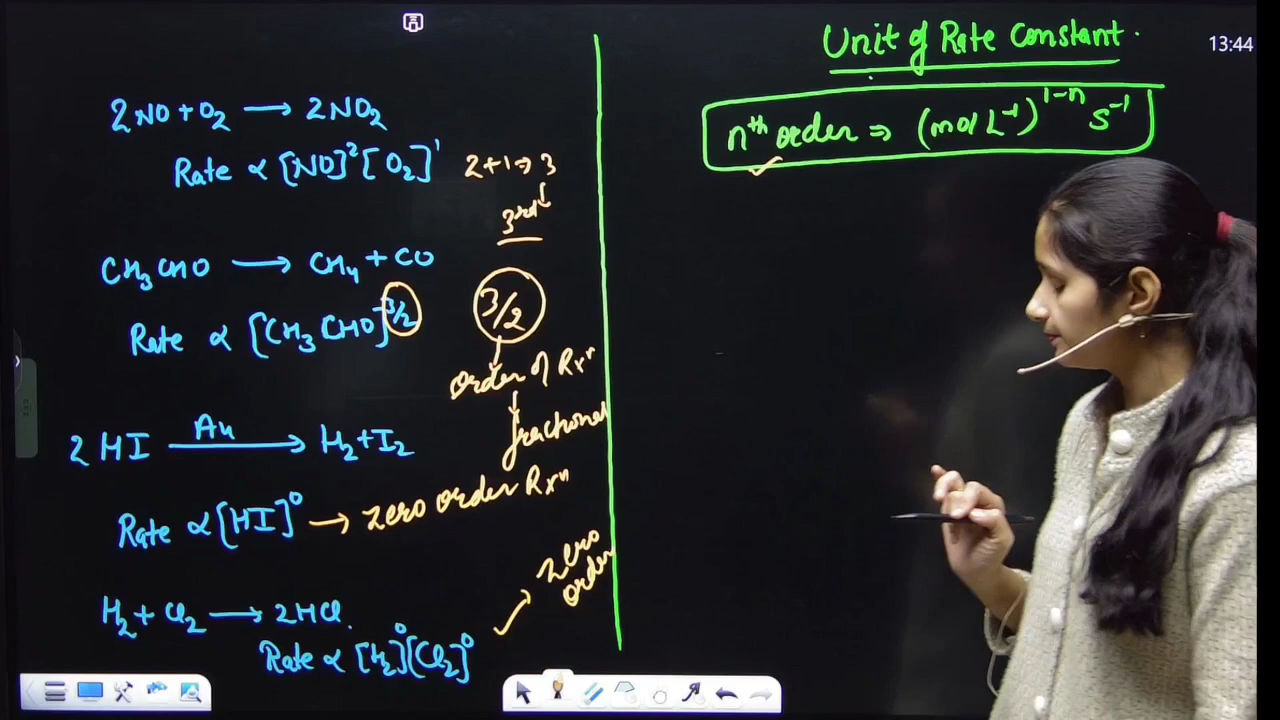 2NO + O₂ ⟶ 2NO₂
Rate ∝ [NO]² [O₂]¹
2+1 ⇒ 3
3rd
CH₃CHO ⟶ CH₄ + CO
Rate ∝ [CH₃CHO]^3/2
3/2
order of Rxⁿ
fractional
2HI —Au→ H₂ + I₂
Rate ∝ [HI]⁰ → zero order Rxⁿ
H₂ + Cl₂ ⟶ 2HCl.
Rate ∝ [H₂]⁰[Cl₂]⁰
zero
order
Unit of Rate Constant.
nth order ⇒ (mol L⁻¹)^1-n s⁻¹
13:44